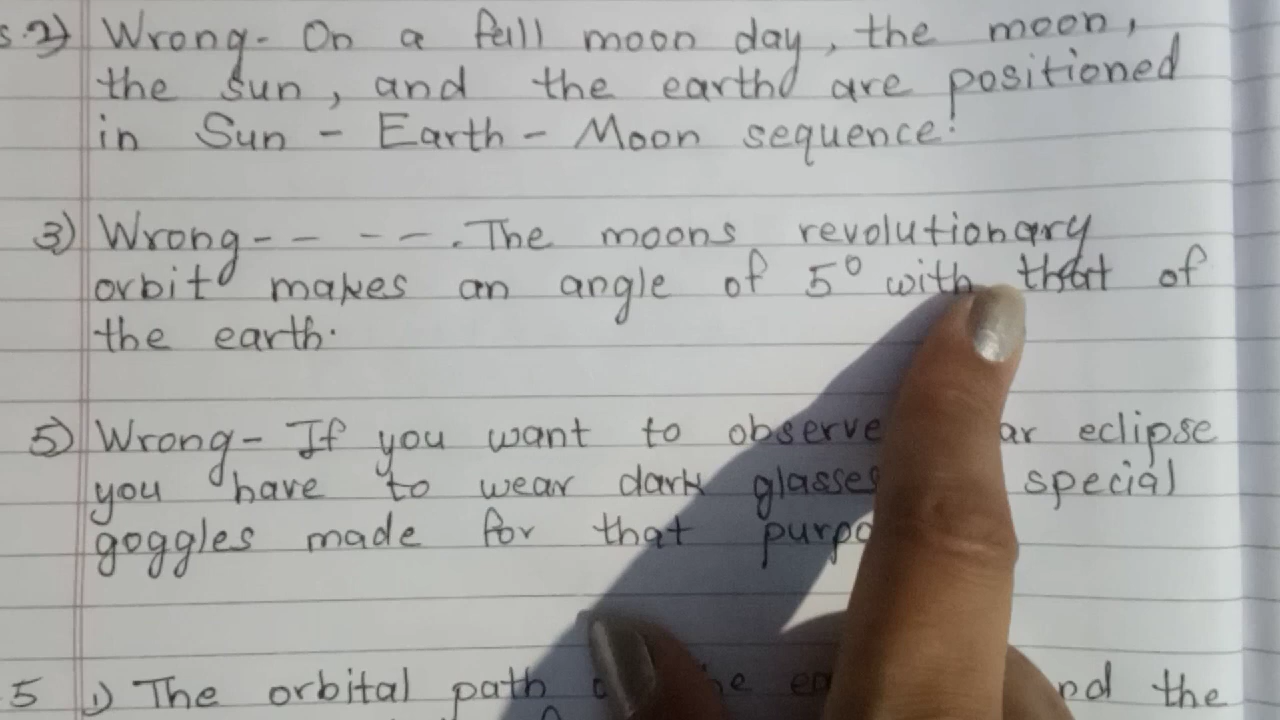 s.2) Wrong- On a full moon day, the moon,
the sun, and the earth are positioned
in Sun - Earth - Moon sequence.
3) Wrong-- --. The moons revolutionary
orbit makes an angle of 5° with that of
the earth.
5) Wrong- If you want to observe ar eclipse
you have to wear dark glasses special
goggles made for that purpo
5 1) The orbital path the